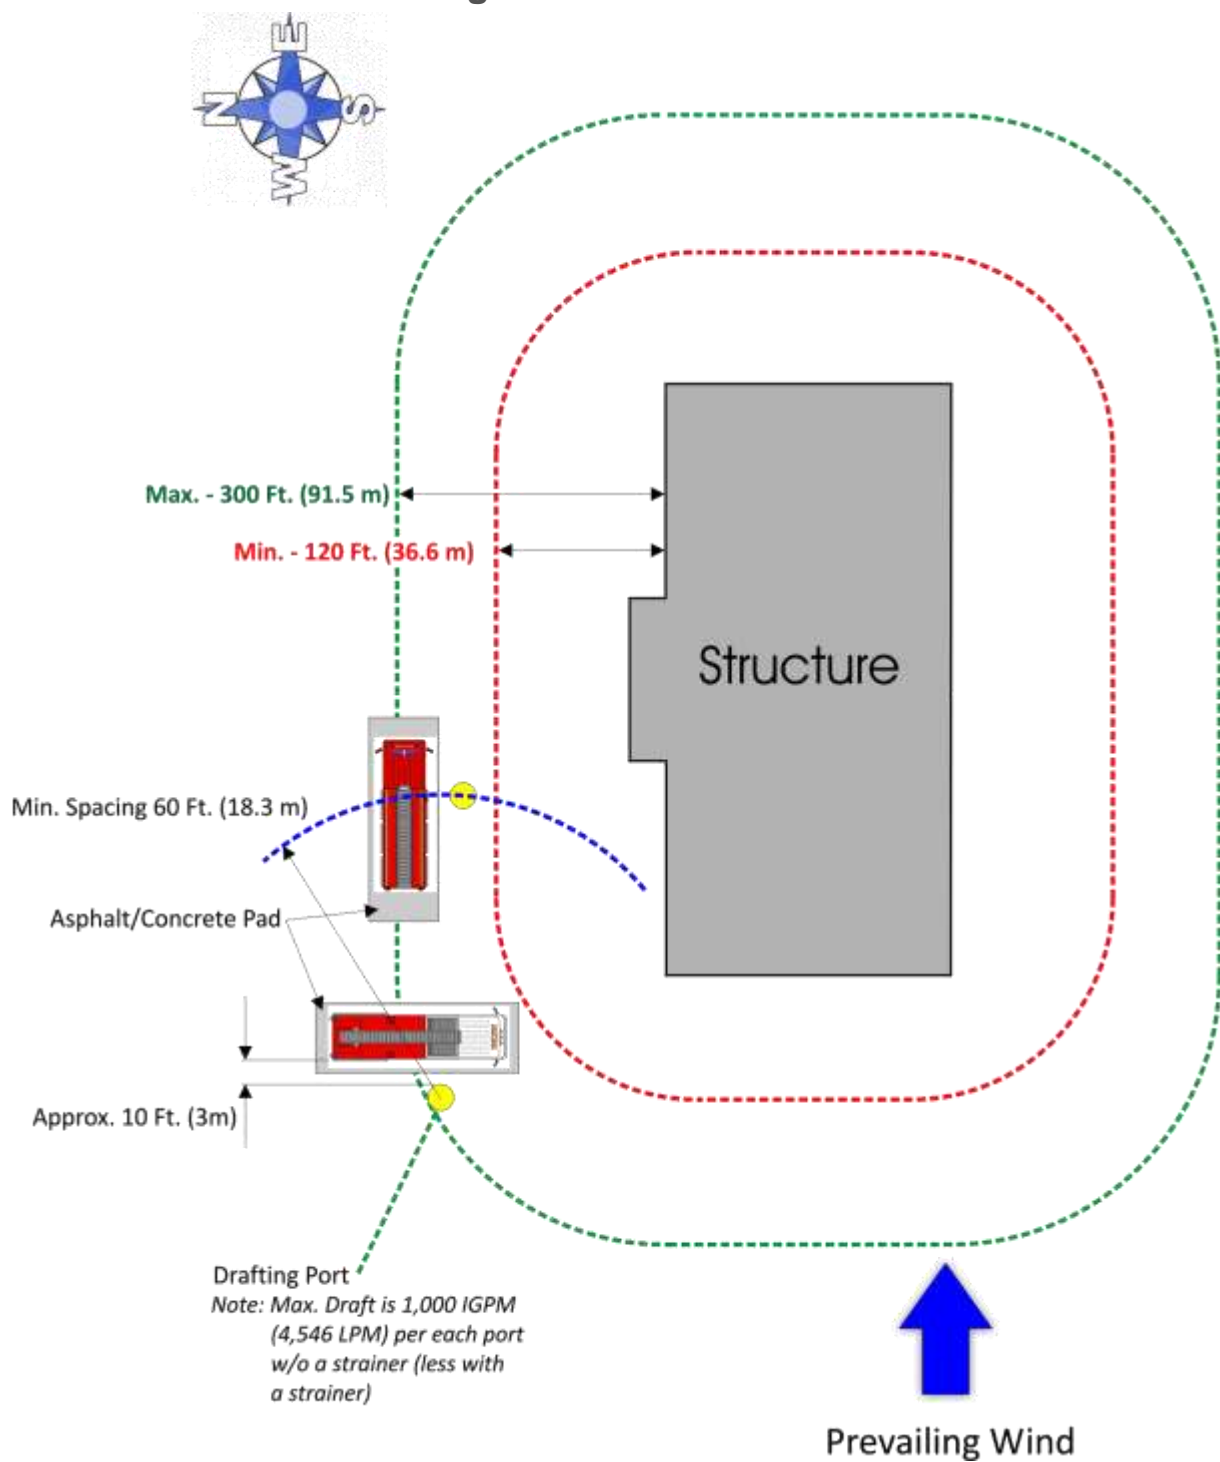 E
N
S
W
Max. - 300 Ft. (91.5 m)
Min. - 120 Ft. (36.6 m)
Structure
Min. Spacing 60 Ft. (18.3 m)
Asphalt/Concrete Pad
Approx. 10 Ft. (3m)
Drafting Port
Note: Max. Draft is 1,000 IGPM
(4,546 LPM) per each port
w/o a strainer (less with
a strainer)
Prevailing Wind